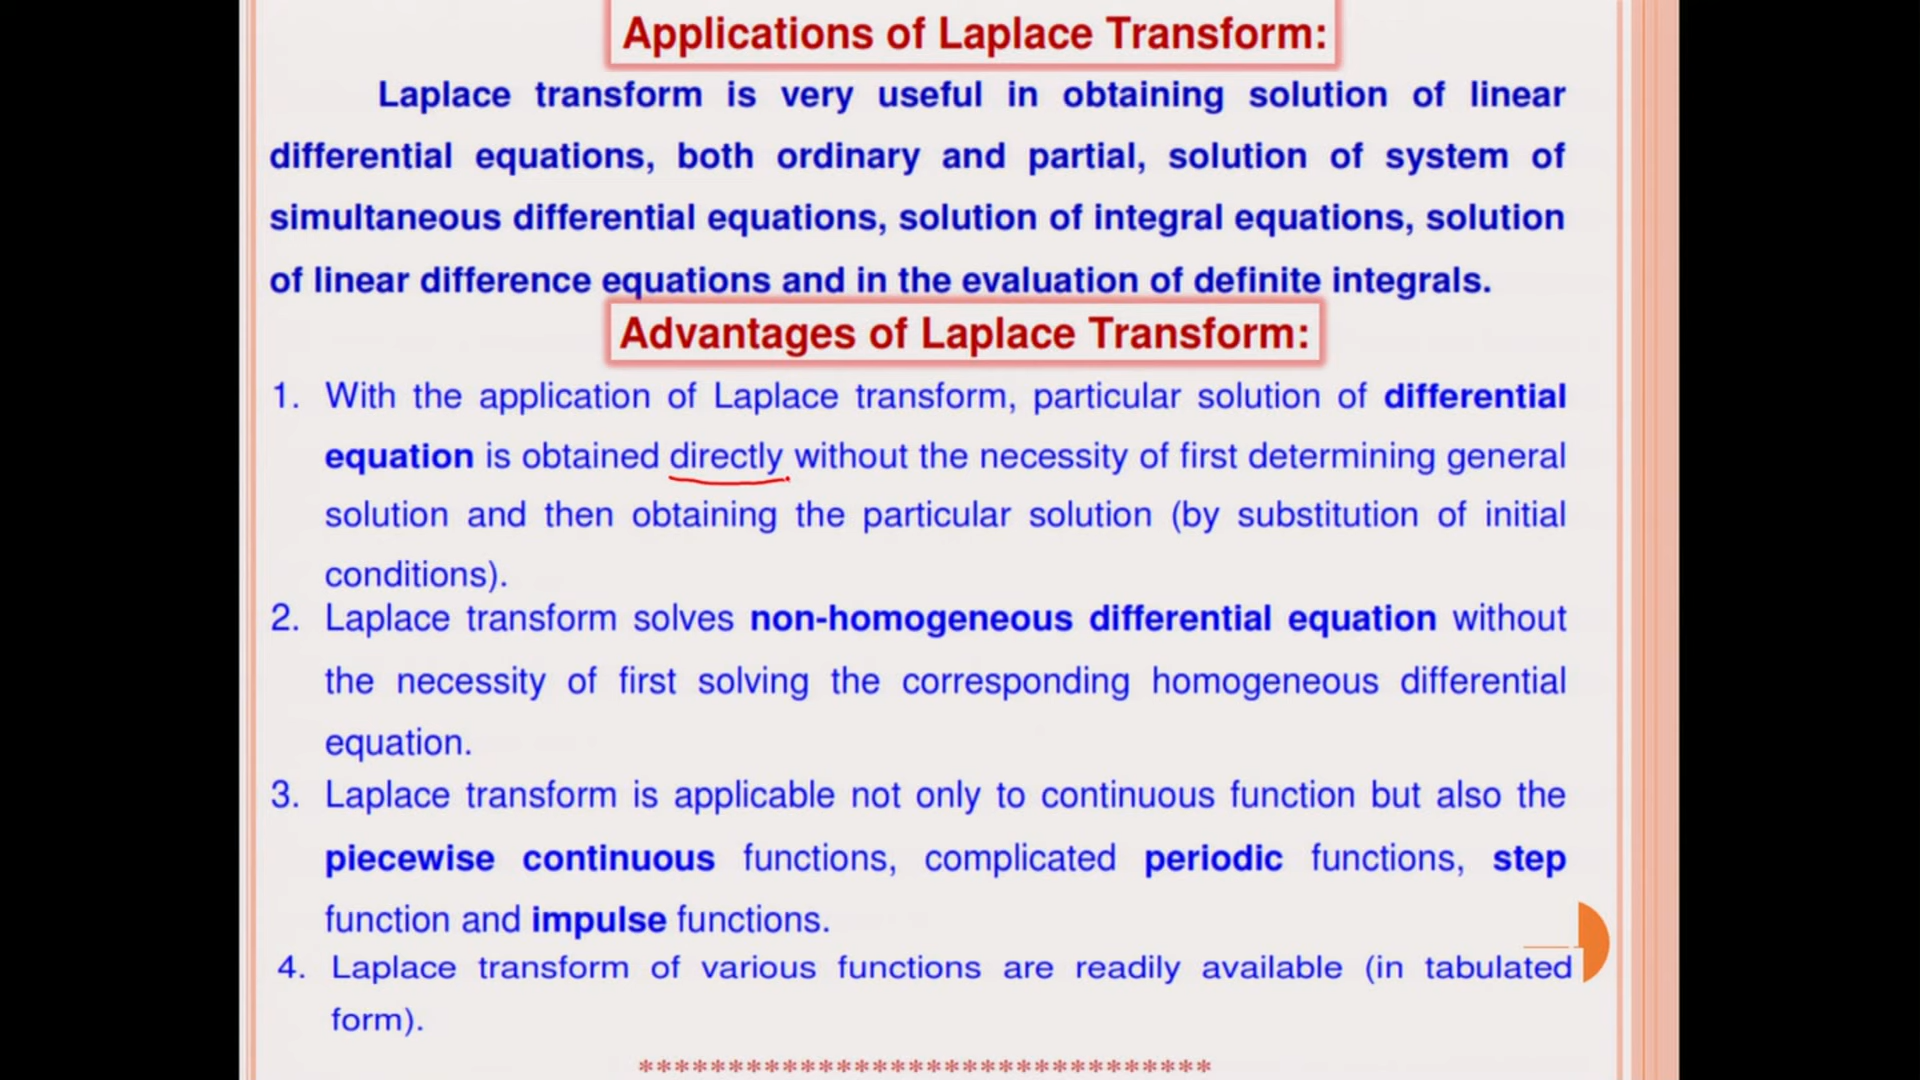 Applications of Laplace Transform:
Laplace transform is very useful in obtaining solution of linear
differential equations, both ordinary and partial, solution of system of
simultaneous differential equations, solution of integral equations, solution
of linear difference equations and in the evaluation of definite integrals.
Advantages of Laplace Transform:
1. With the application of Laplace transform, particular solution of differential
equation is obtained directly without the necessity of first determining general
solution and then obtaining the particular solution (by substitution of initial
conditions).
2. Laplace transform solves non-homogeneous differential equation without
the necessity of first solving the corresponding homogeneous differential
equation.
3. Laplace transform is applicable not only to continuous function but also the
piecewise continuous functions, complicated periodic functions, step
function and impulse functions.
4. Laplace transform of various functions are readily available (in tabulated
form).
********************************